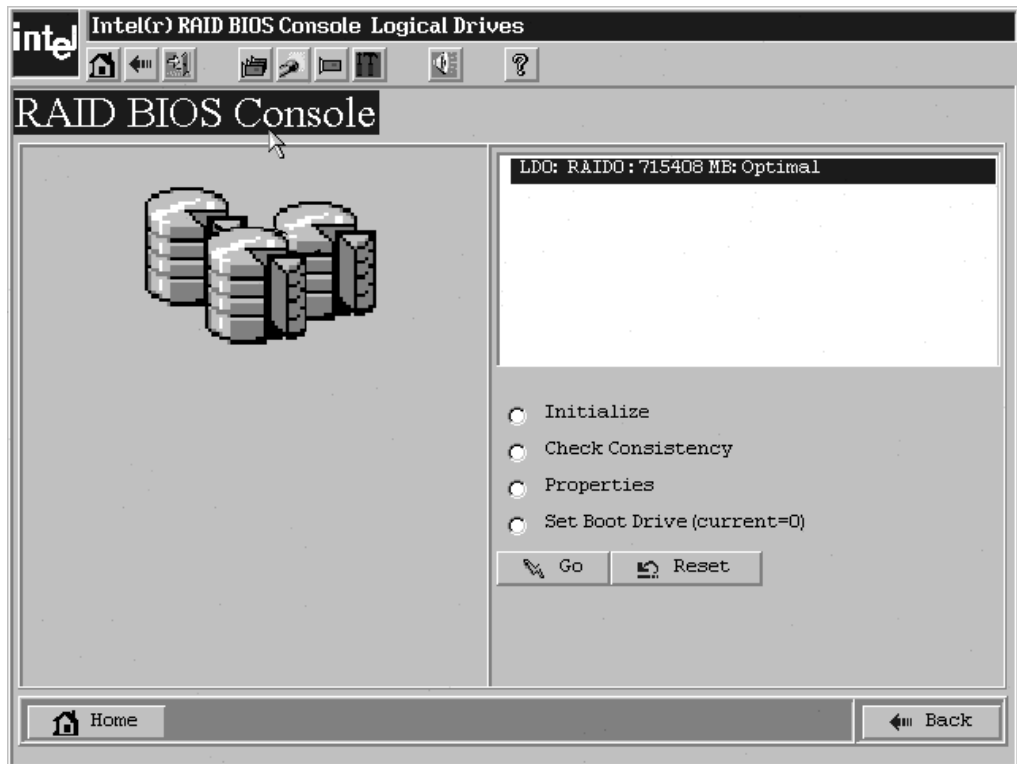 intel
Intel(r) RAID BIOS Console Logical Drives
RAID BIOS Console
LD0: RAID0: 715408 MB: Optimal
Initialize
Check Consistency
Properties
Set Boot Drive (current=0)
Go
Reset
Home
Back